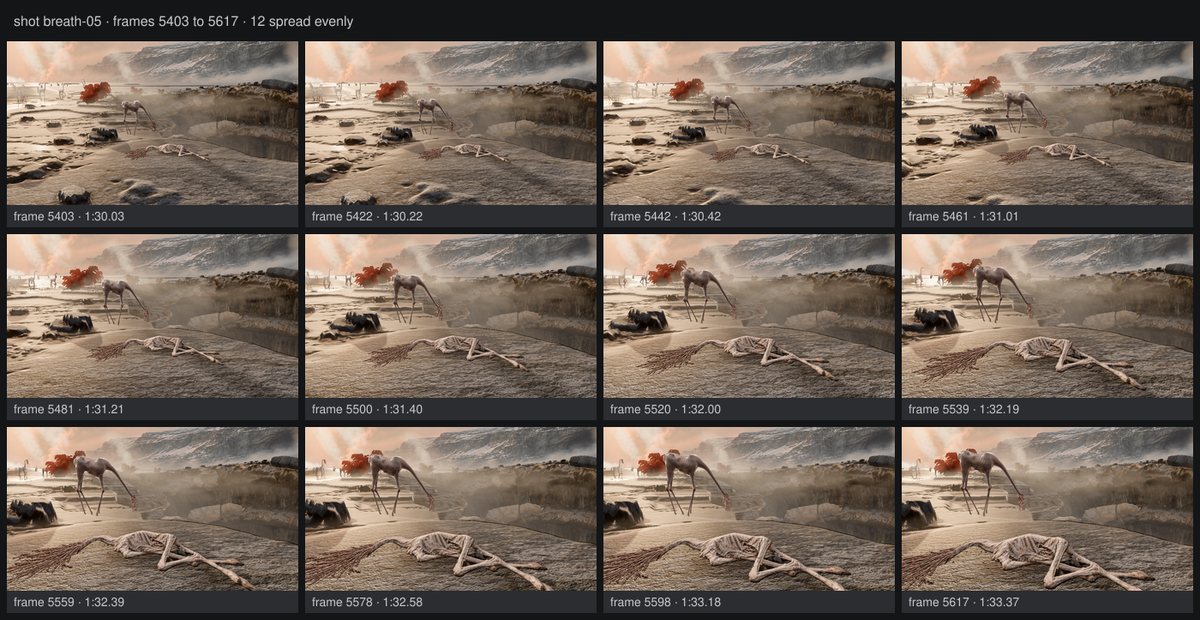 shot breath-05 · frames 5403 to 5617 · 12 spread evenly
frame 5403 · 1:30.03
frame 5422 · 1:30.22
frame 5442 · 1:30.42
frame 5461 · 1:31.01
frame 5481 · 1:31.21
frame 5500 · 1:31.40
frame 5520 · 1:32.00
frame 5539 · 1:32.19
frame 5559 · 1:32.39
frame 5578 · 1:32.58
frame 5598 · 1:33.18
frame 5617 · 1:33.37